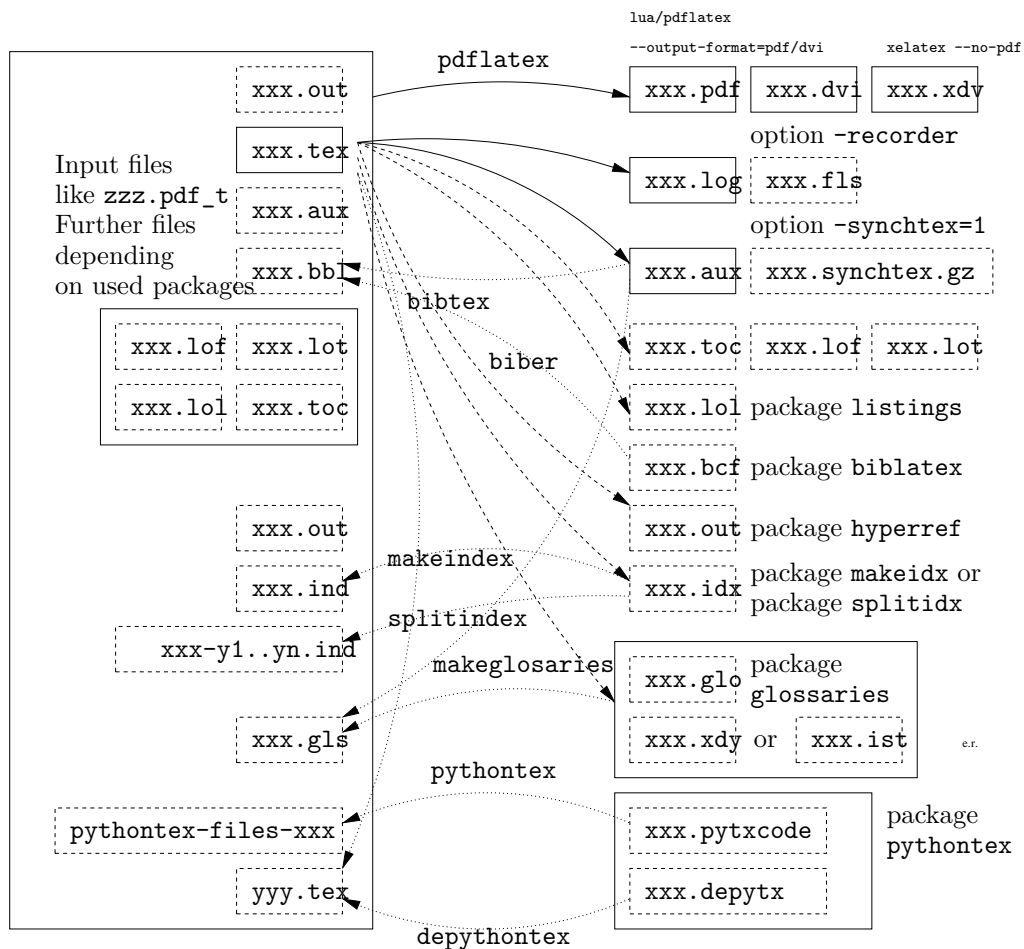 lua/pdflatex
--output-format=pdf/dvi
xelatex --no-pdf
pdflatex
xxx.out
xxx.pdf
xxx.dvi
xxx.xdv
option -recorder
xxx.tex
Input files
like zzz.pdf_t
Further files
depending
on used packages
xxx.log
xxx.fls
xxx.aux
option -synchtex=1
xxx.bbl
xxx.aux
xxx.synchtex.gz
bibtex
xxx.lof
xxx.lot
biber
xxx.toc
xxx.lof
xxx.lot
xxx.lol
xxx.toc
xxx.lol
package listings
xxx.bcf
package biblatex
xxx.out
xxx.out
package hyperref
makeindex
xxx.ind
xxx.idx
package makeidx or
package splitidx
splitindex
xxx-y1..yn.ind
makeglosaries
xxx.glo
package
glossaries
xxx.gls
xxx.xdy
or
xxx.ist
e.r.
pythontex
pythontex-files-xxx
xxx.pytxcode
package
pythontex
yyy.tex
xxx.depytx
depythontex